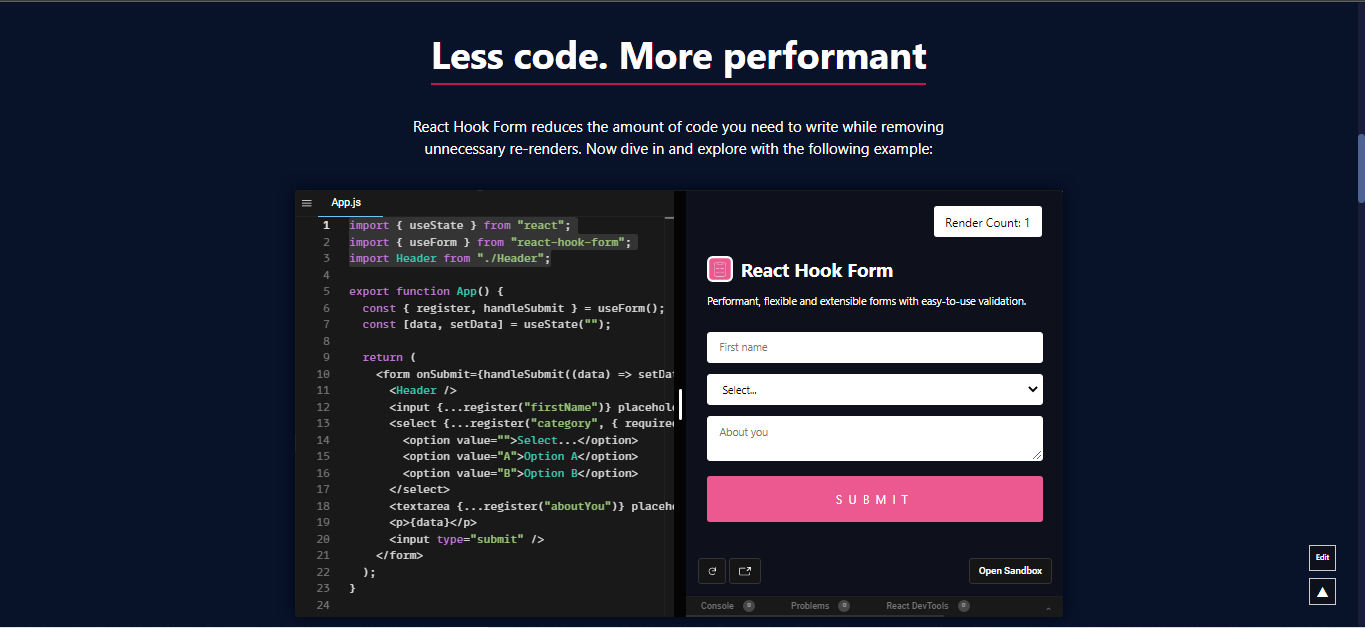 Less code. More performant
React Hook Form reduces the amount of code you need to write while removing
unnecessary re-renders. Now dive in and explore with the following example:
App.js
1 import { useState } from "react";
2 import { useForm } from "react-hook-form";
3 import Header from "./Header";
4
5 export function App() {
6 const { register, handleSubmit } = useForm();
7 const [data, setData] = useState("");
8
9 return (
10 <form onSubmit={handleSubmit((data) => setDat
11 <Header />
12 <input {...register("firstName")} placehol
13 <select {...register("category", { require
14 <option value="">Select...</option>
15 <option value="A">Option A</option>
16 <option value="B">Option B</option>
17 </select>
18 <textarea {...register("aboutYou")} placeh
19 <p>{data}</p>
20 <input type="submit" />
21 </form>
22 );
23 }
24
Render Count: 1
React Hook Form
Performant, flexible and extensible forms with easy-to-use validation.
First name
Select...
About you
SUBMIT
Open Sandbox
Console 0 Problems 0 React DevTools 0
Edit